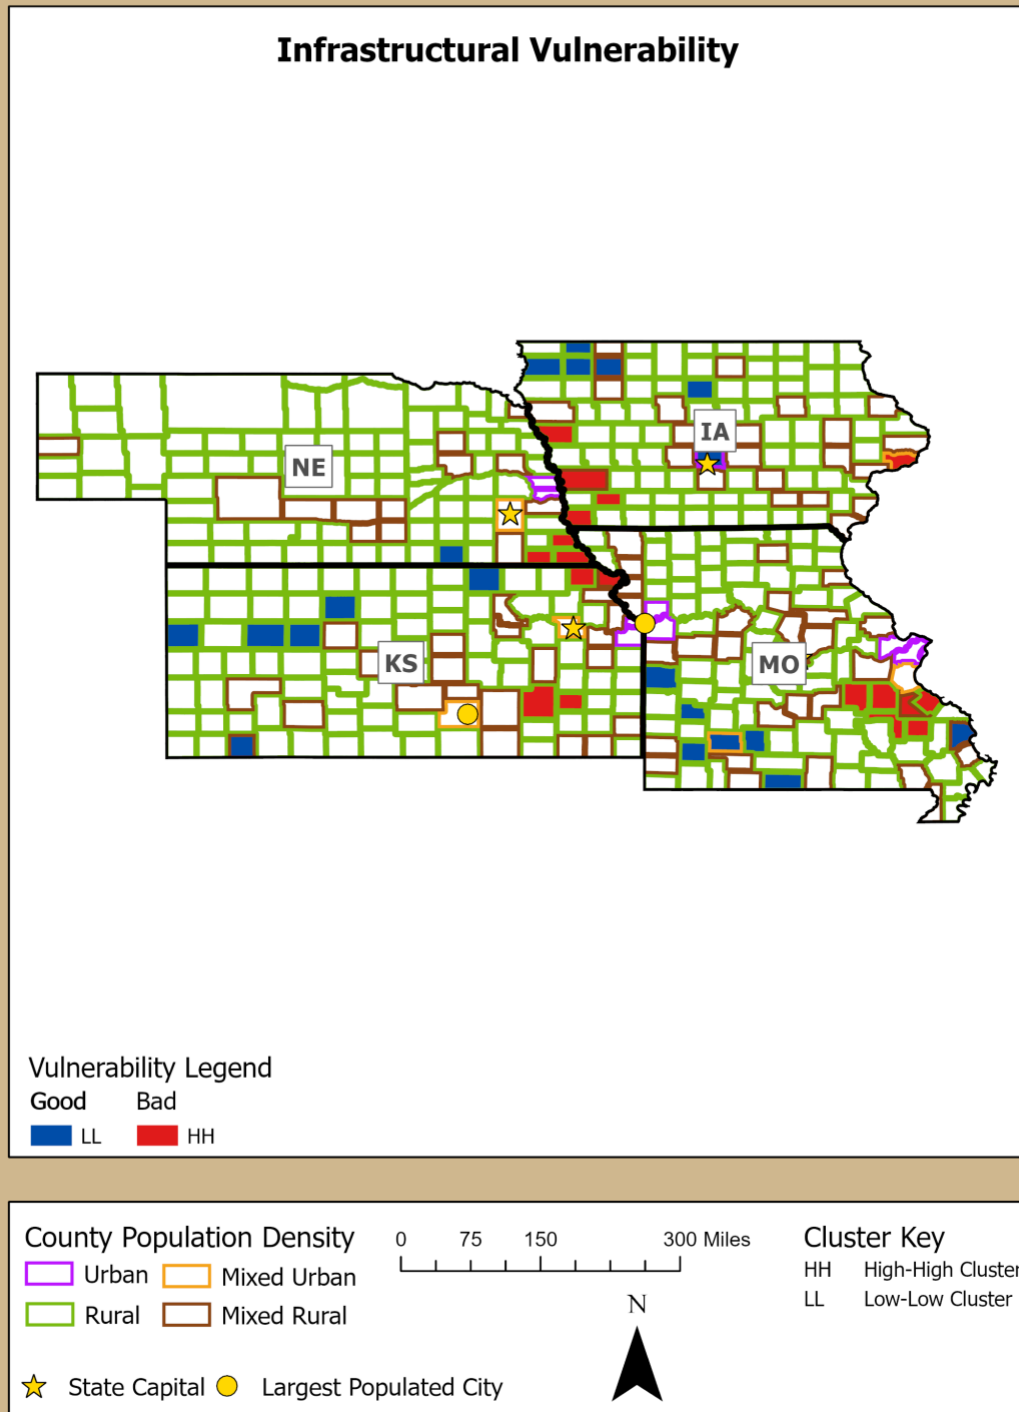 Infrastructural Vulnerability
IA
NE
KS
MO
Vulnerability Legend
Good Bad
LL HH
County Population Density
Urban Mixed Urban
Rural Mixed Rural
State Capital Largest Populated City
0 75 150 300 Miles
N
Cluster Key
HH High-High Cluster
LL Low-Low Cluster